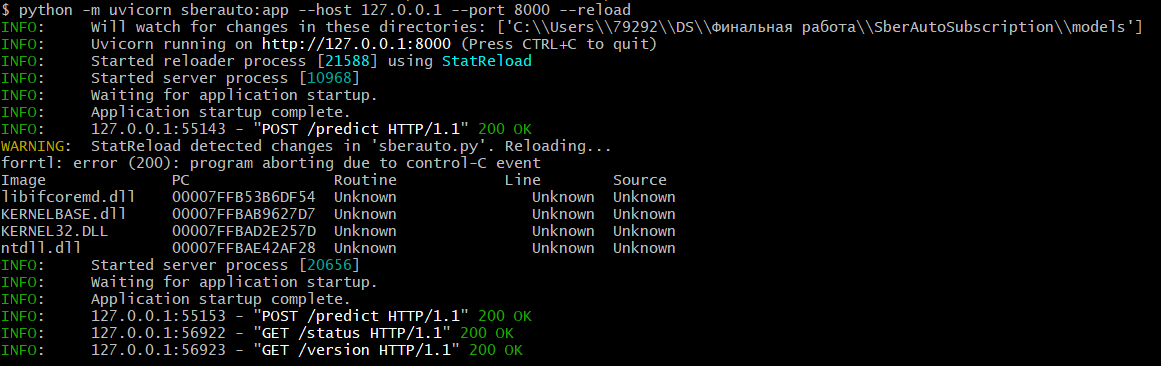 $ python -m uvicorn sberauto:app --host 127.0.0.1 --port 8000 --reload
INFO:     Will watch for changes in these directories: ['C:\\Users\\79292\\DS\\Финальная работа\\SberAutoSubscription\\models']
INFO:     Uvicorn running on http://127.0.0.1:8000 (Press CTRL+C to quit)
INFO:     Started reloader process [21588] using StatReload
INFO:     Started server process [10968]
INFO:     Waiting for application startup.
INFO:     Application startup complete.
INFO:     127.0.0.1:55143 - "POST /predict HTTP/1.1" 200 OK
WARNING:  StatReload detected changes in 'sberauto.py'. Reloading...
forrtl: error (200): program aborting due to control-C event
Image              PC                Routine            Line        Source
libifcoremd.dll    00007FFB53B6DF54  Unknown               Unknown  Unknown
KERNELBASE.dll     00007FFBAB9627D7  Unknown               Unknown  Unknown
KERNEL32.DLL       00007FFBAD2E257D  Unknown               Unknown  Unknown
ntdll.dll          00007FFBAE42AF28  Unknown               Unknown  Unknown
INFO:     Started server process [20656]
INFO:     Waiting for application startup.
INFO:     Application startup complete.
INFO:     127.0.0.1:55153 - "POST /predict HTTP/1.1" 200 OK
INFO:     127.0.0.1:56922 - "GET /status HTTP/1.1" 200 OK
INFO:     127.0.0.1:56923 - "GET /version HTTP/1.1" 200 OK